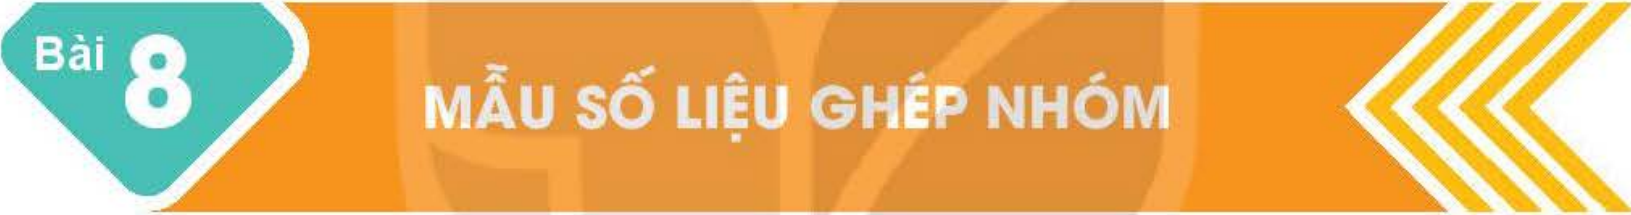 Bài 8
MẪU SỐ LIỆU GHÉP NHÓM